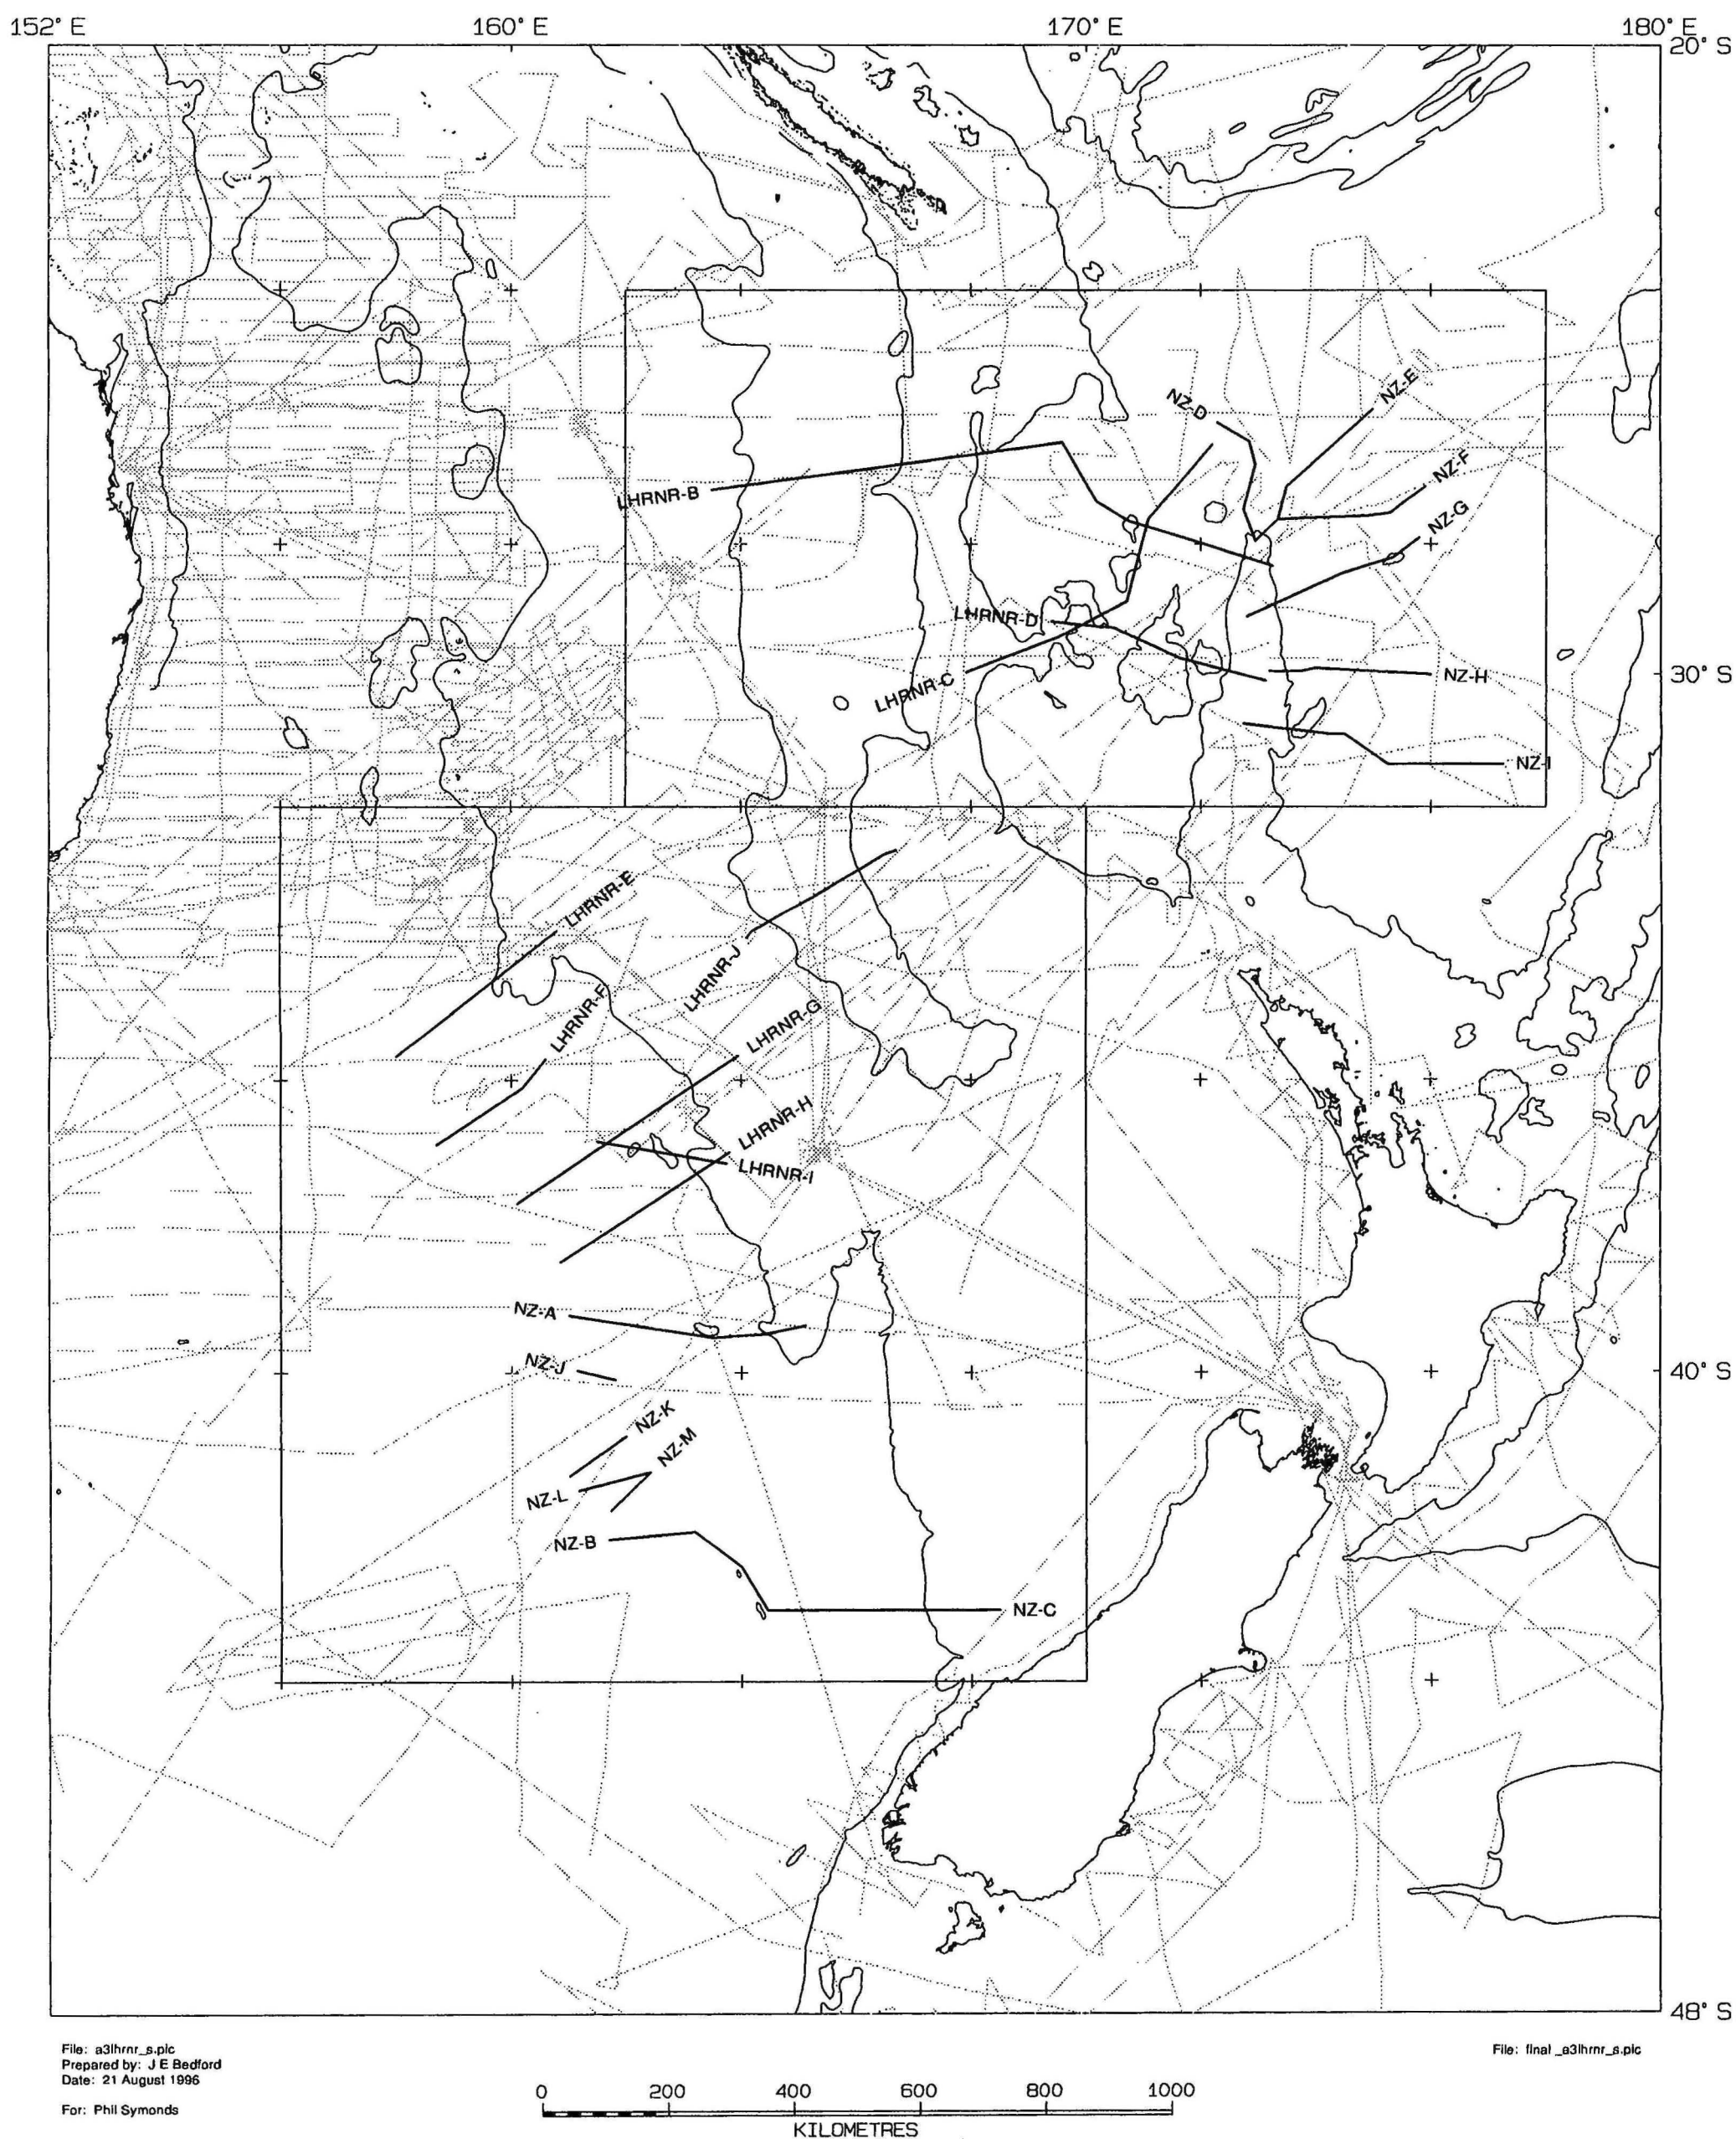 152° E
160° E
170° E
180° E
20° S
NZ-E
NZ-D
NZ-F
LHRNR-B
NZ-G
LHRNR-D
30° S
NZ-H
LHRNR-C
NZ-I
LHRNR-E
LHRNR-J
LHRNR-F
LHRNR-G
LHRNR-H
LHRNR-I
NZ-A
NZ-J
40° S
NZ-K
NZ-M
NZ-L
NZ-B
NZ-C
48° S
File: a3lhrnr_s.plc
Prepared by: J E Bedford
Date: 21 August 1996
For: Phil Symonds
File: final_a3lhrnr_s.plc
0 200 400 600 800 1000
KILOMETRES